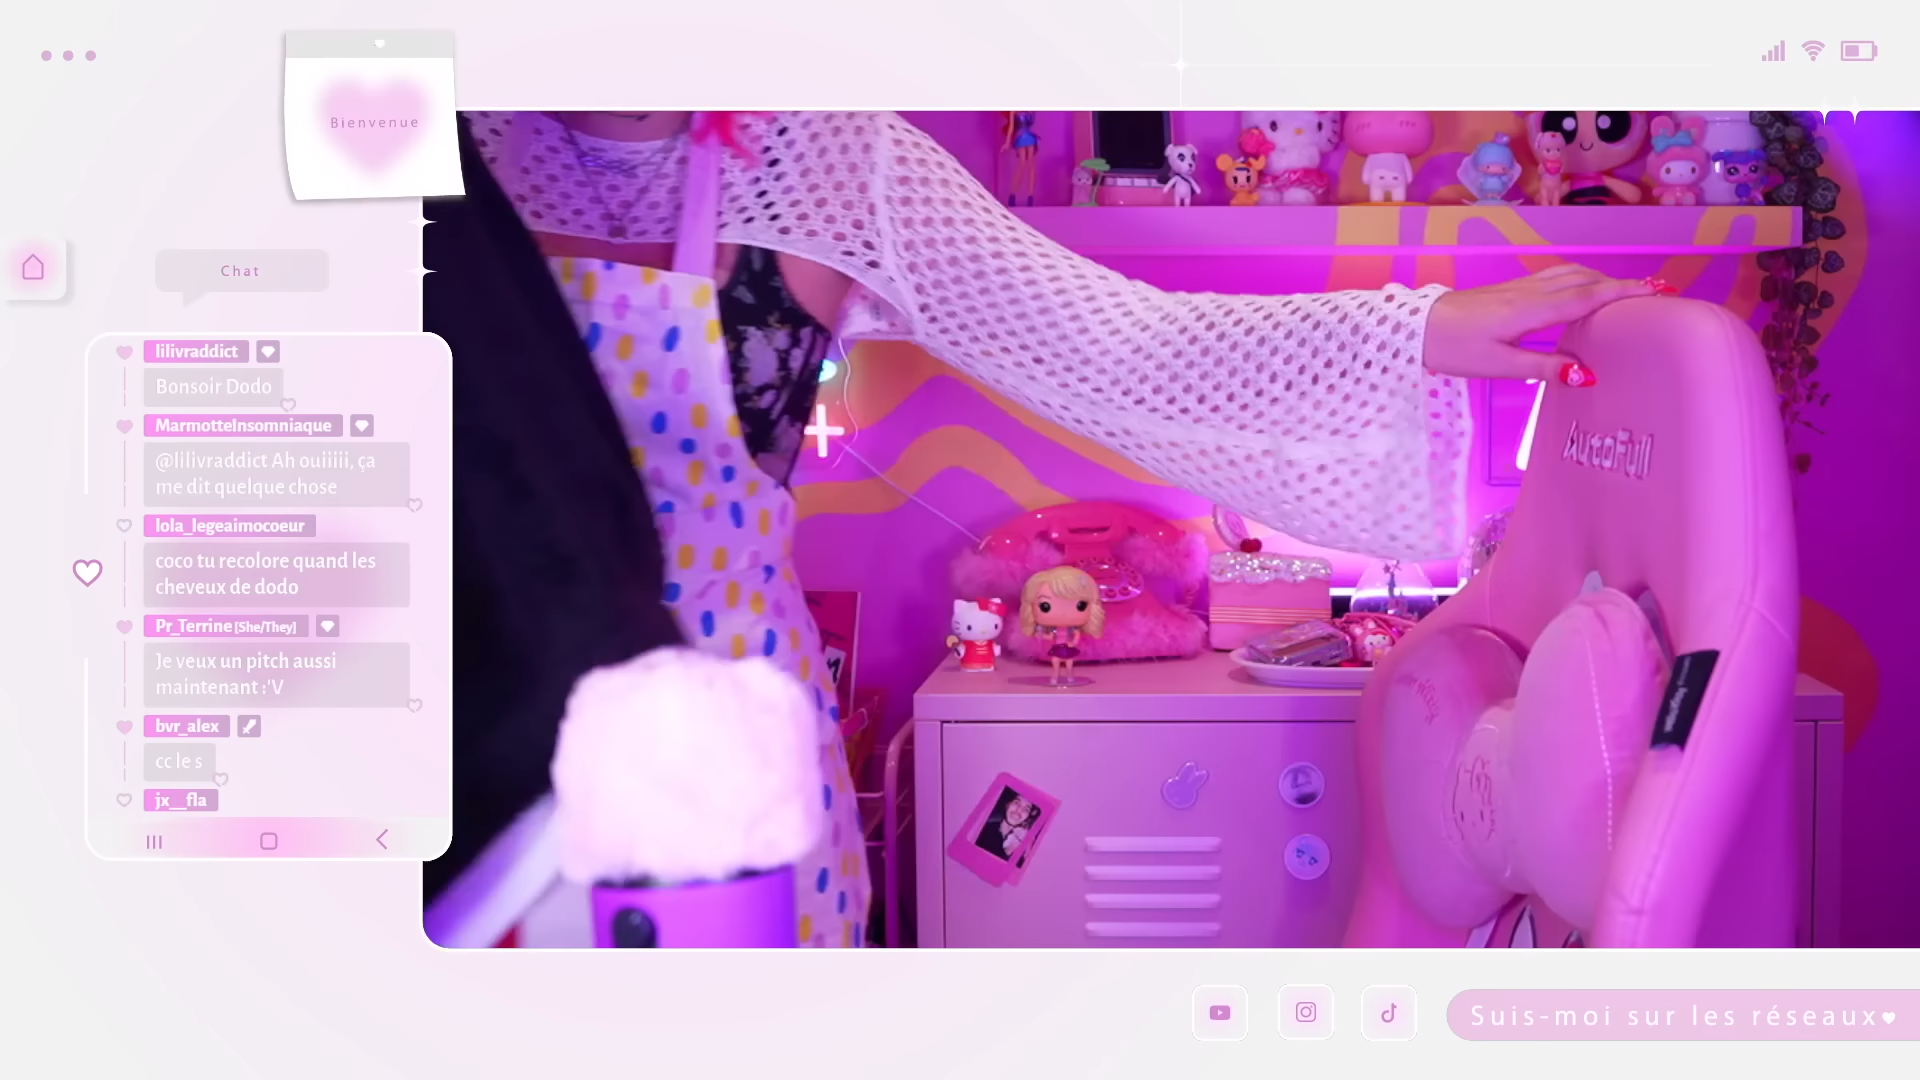 Bienvenue
Chat
lilivraddict
Bonsoir Dodo
MarmotteInsomniaque
@lilivraddict Ah ouiiiii, ça
me dit quelque chose
lola_legeaimocoeur
coco tu recolore quand les
cheveux de dodo
Pr_Terrine [She/They]
Je veux un pitch aussi
maintenant :'V
bvr_alex
cc le s
jx__fla
AutoFull
Suis-moi sur les réseaux